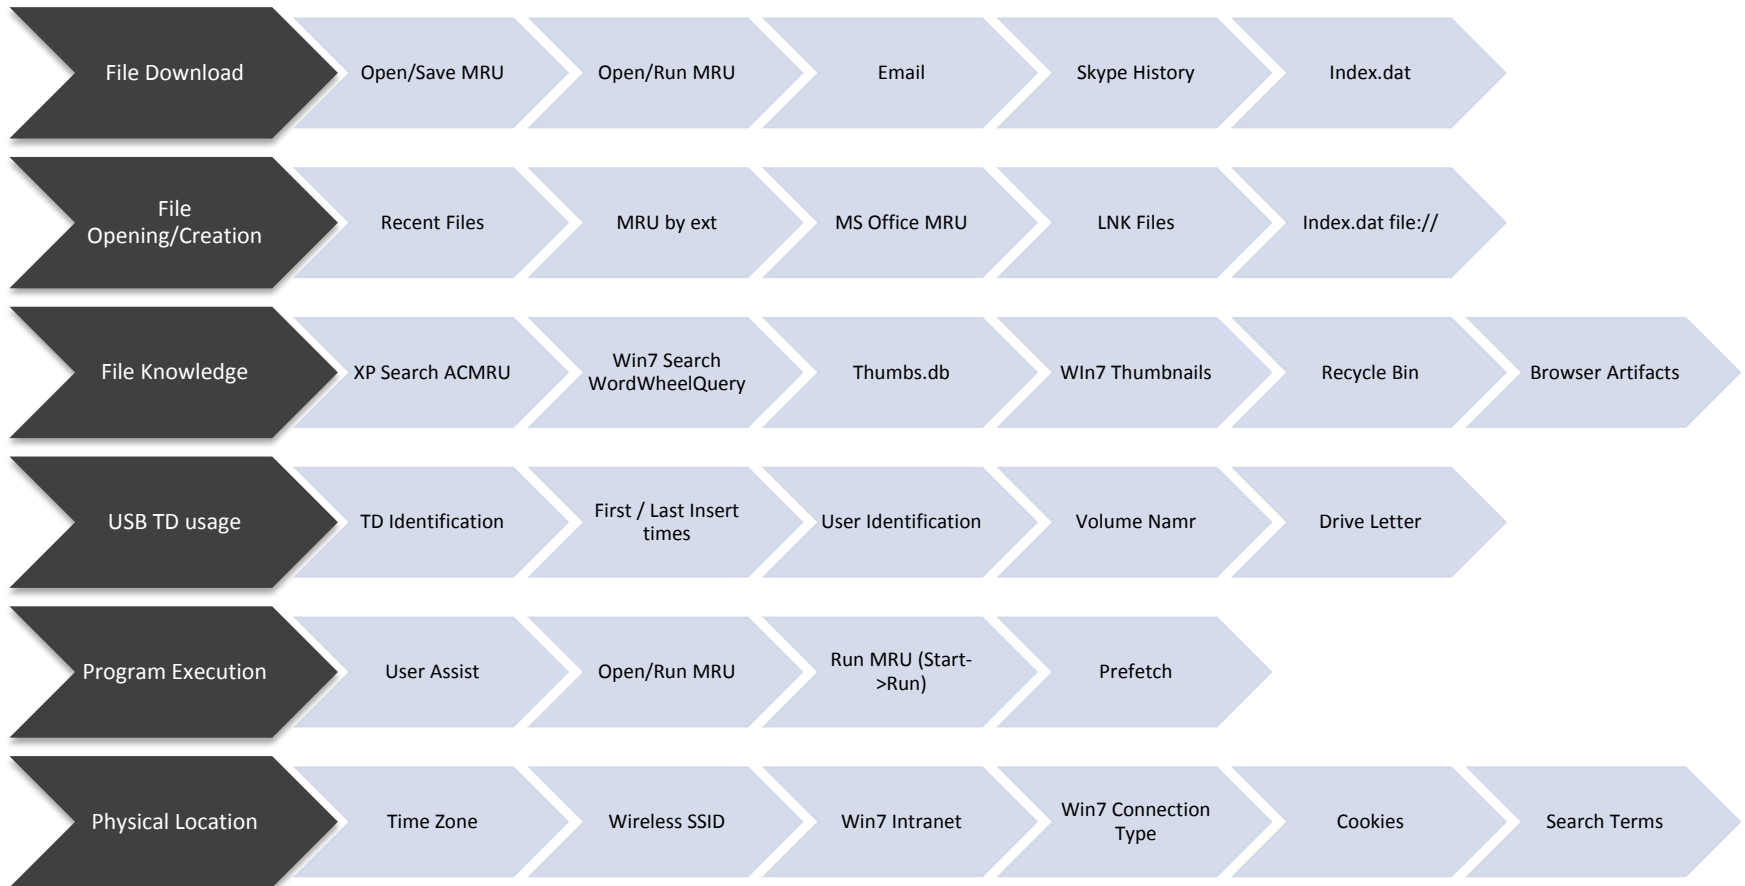 File Download
Open/Save MRU
Open/Run MRU
Email
Skype History
Index.dat
File
Opening/Creation
Recent Files
MRU by ext
MS Office MRU
LNK Files
Index.dat file://
File Knowledge
XP Search ACMRU
Win7 Search
WordWheelQuery
Thumbs.db
WIn7 Thumbnails
Recycle Bin
Browser Artifacts
USB TD usage
TD Identification
First / Last Insert
times
User Identification
Volume Namr
Drive Letter
Program Execution
User Assist
Open/Run MRU
Run MRU (Start-
>Run)
Prefetch
Physical Location
Time Zone
Wireless SSID
Win7 Intranet
Win7 Connection
Type
Cookies
Search Terms